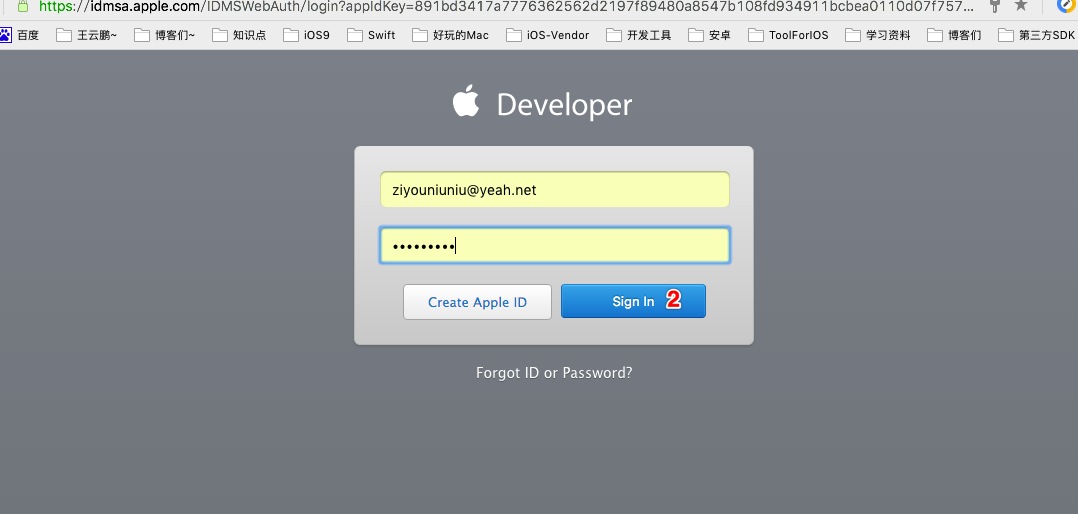 https://idmsa.apple.com/IDMSWebAuth/login?appIdKey=891bd3417a7776362562d2197f89480a8547b108fd934911bcbea0110d07f757...
百度 王云鹏~ 博客们~ 知识点 iOS9 Swift 好玩的Mac iOS-Vendor 开发工具 安卓 ToolForIOS 学习资料 博客们 第三方SDK
Developer
ziyouniuniu@yeah.net
•••••••••
Create Apple ID Sign In 2
Forgot ID or Password?